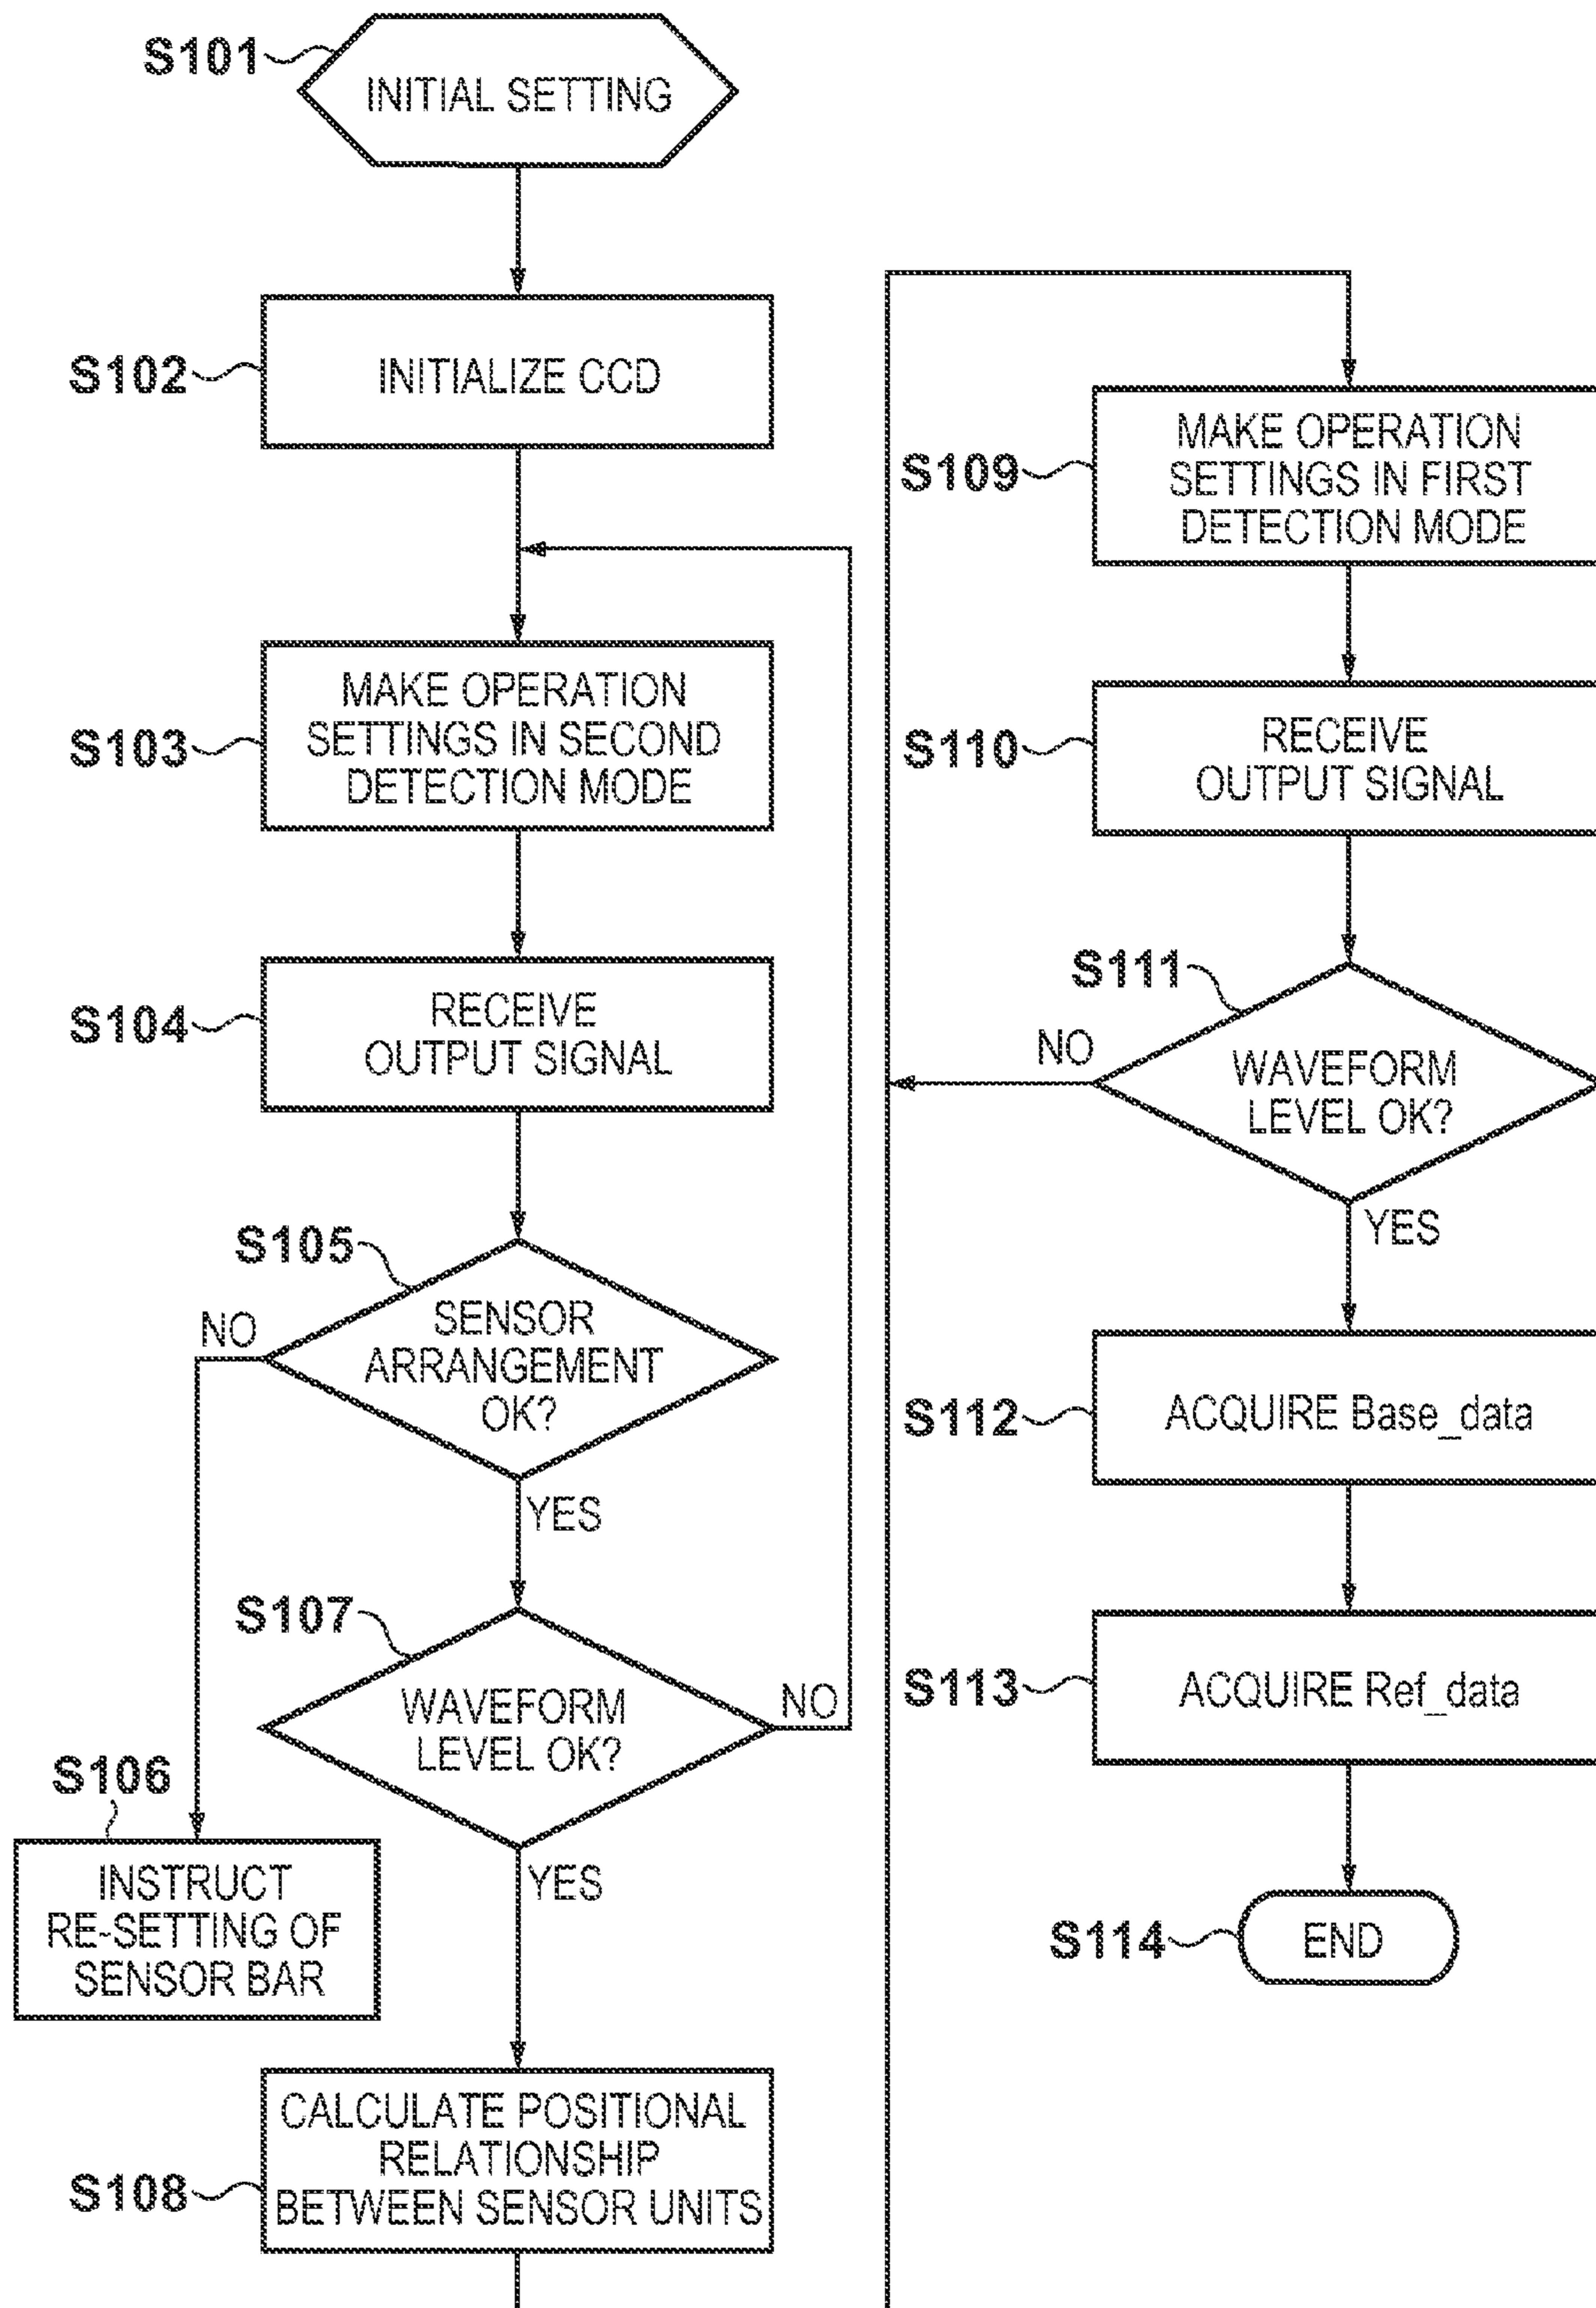 S101
INITIAL SETTING
S102
INITIALIZE CCD
S103
MAKE OPERATION
SETTINGS IN SECOND
DETECTION MODE
S104
RECEIVE
OUTPUT SIGNAL
S105
SENSOR
ARRANGEMENT
OK?
NO
YES
S106
INSTRUCT
RE-SETTING OF
SENSOR BAR
S107
WAVEFORM
LEVEL OK?
NO
YES
S108
CALCULATE POSITIONAL
RELATIONSHIP
BETWEEN SENSOR UNITS
S109
MAKE OPERATION
SETTINGS IN FIRST
DETECTION MODE
S110
RECEIVE
OUTPUT SIGNAL
S111
WAVEFORM
LEVEL OK?
NO
YES
S112
ACQUIRE Base_data
S113
ACQUIRE Ref_data
S114
END